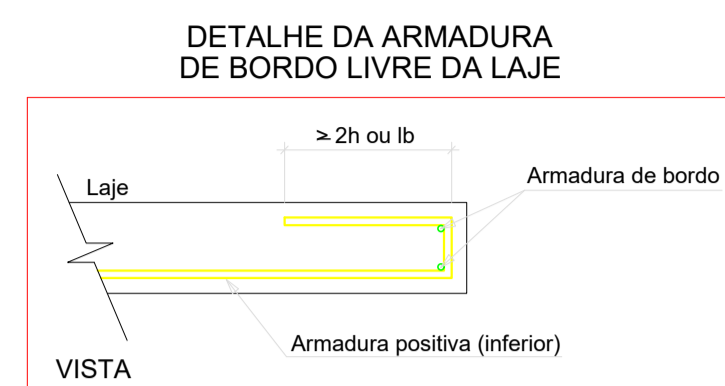 DETALHE DA ARMADURA
DE BORDO LIVRE DA LAJE
≥ 2h ou lb
Armadura de bordo
Laje
Armadura positiva (inferior)
VISTA